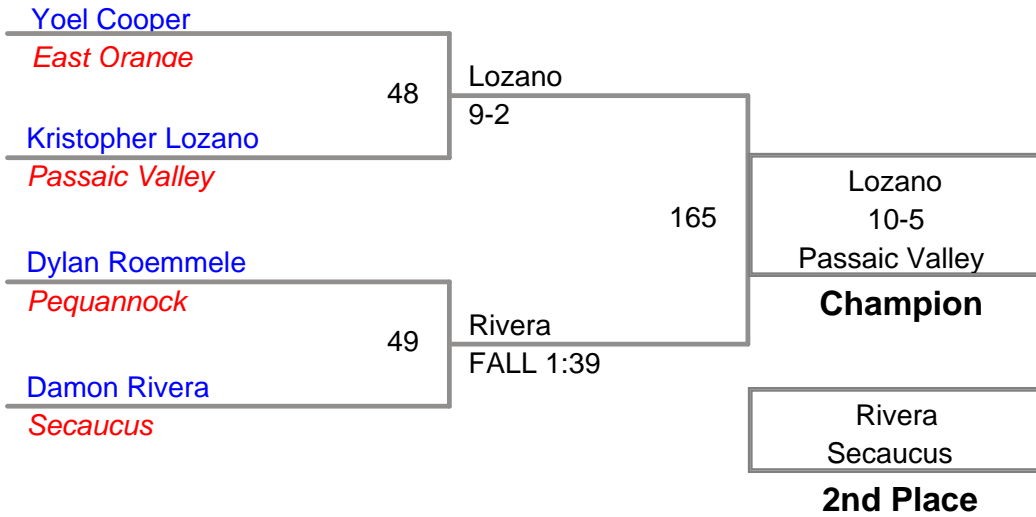 Yoel Cooper
East Orange
48
Lozano
9-2
Kristopher Lozano
Passaic Valley
165
Lozano
10-5
Passaic Valley
Champion
Dylan Roemmele
Pequannock
49
Rivera
FALL 1:39
Damon Rivera
Secaucus
Rivera
Secaucus
2nd Place